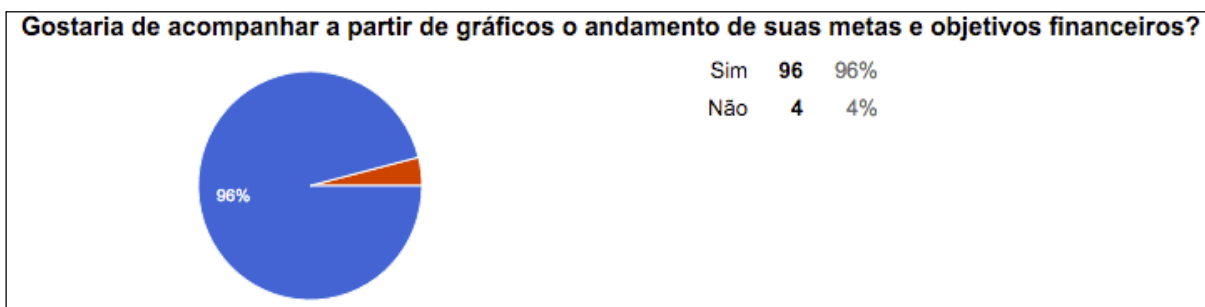 Gostaria de acompanhar a partir de gráficos o andamento de suas metas e objetivos financeiros?
Sim 96 96%
Não 4 4%
96%